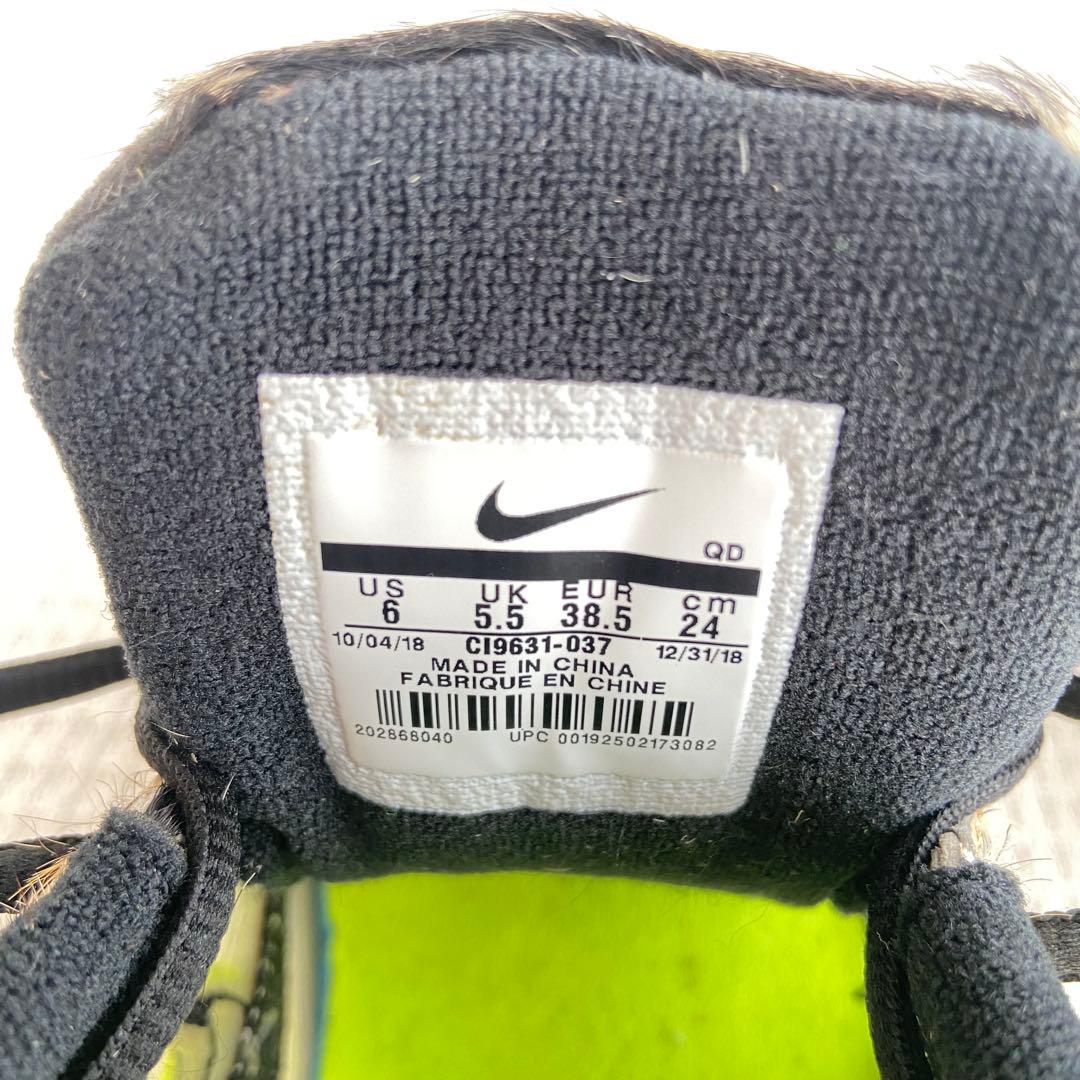 QD
US UK EUR cm
6 5.5 38.5 24
10/04/18 CI9631-037 12/31/18
MADE IN CHINA
FABRIQUE EN CHINE
202868040 UPC 00192502173082